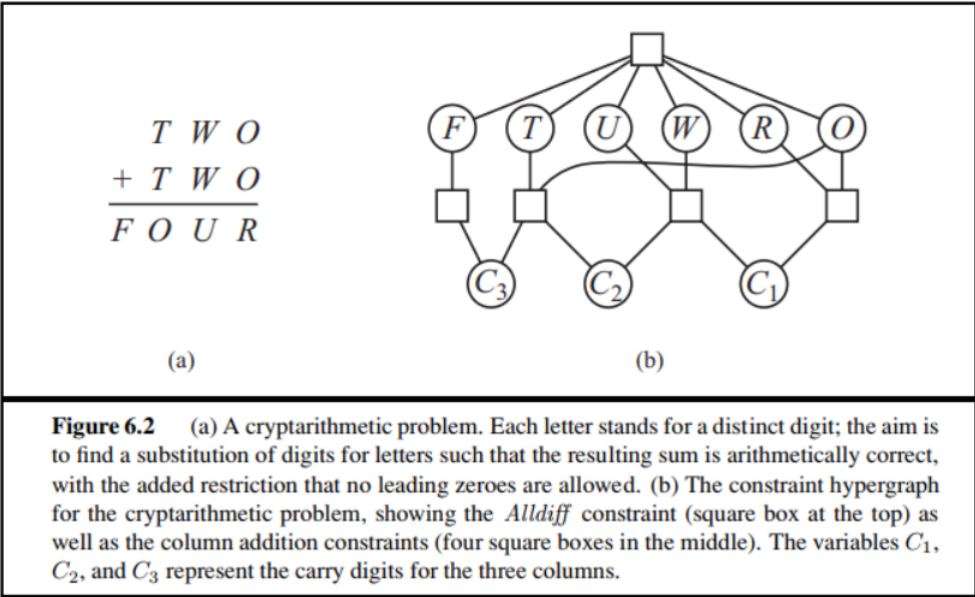 T W O
+ T W O
F O U R
(a)
F T U W R O
C3 C2 C1
(b)
Figure 6.2 (a) A cryptarithmetic problem. Each letter stands for a distinct digit; the aim is
to find a substitution of digits for letters such that the resulting sum is arithmetically correct,
with the added restriction that no leading zeroes are allowed. (b) The constraint hypergraph
for the cryptarithmetic problem, showing the Alldiff constraint (square box at the top) as
well as the column addition constraints (four square boxes in the middle). The variables C1,
C2, and C3 represent the carry digits for the three columns.